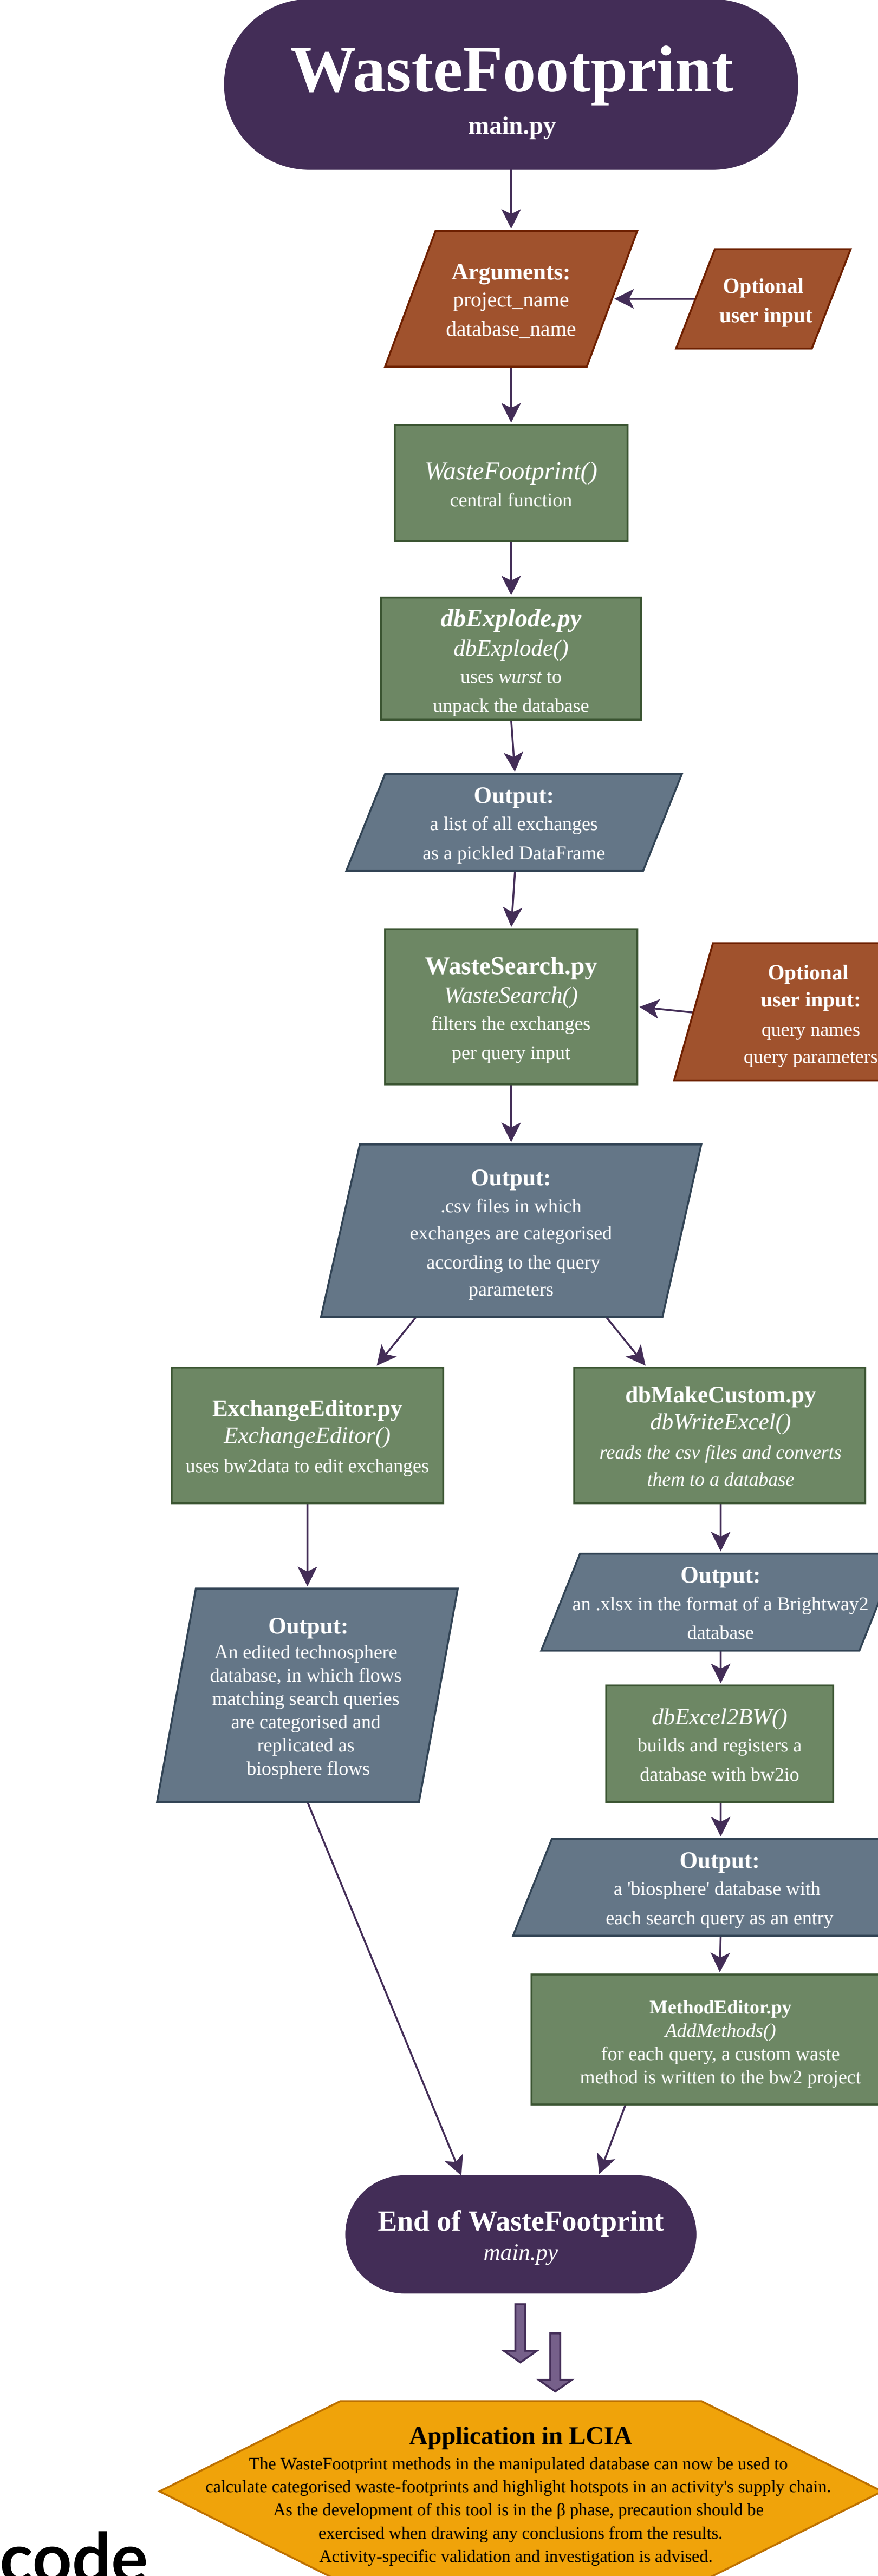 WasteFootprint
main.py
Arguments:
project_name
database_name
Optional
user input
WasteFootprint()
central function
dbExplode.py
dbExplode()
uses wurst to
unpack the database
Output:
a list of all exchanges
as a pickled DataFrame
WasteSearch.py
WasteSearch()
filters the exchanges
per query input
Optional
user input:
query names
query parameters
Output:
.csv files in which
exchanges are categorised
according to the query
parameters
ExchangeEditor.py
ExchangeEditor()
uses bw2data to edit exchanges
Output:
An edited technosphere
database, in which flows
matching search queries
are categorised and
replicated as
biosphere flows
dbMakeCustom.py
dbWriteExcel()
reads the csv files and converts
them to a database
Output:
an .xlsx in the format of a Brightway2
database
dbExcel2BW()
builds and registers a
database with bw2io
Output:
a 'biosphere' database with
each search query as an entry
MethodEditor.py
AddMethods()
for each query, a custom waste
method is written to the bw2 project
End of WasteFootprint
main.py
Application in LCIA
The WasteFootprint methods in the manipulated database can now be used to
calculate categorised waste-footprints and highlight hotspots in an activity's supply chain.
As the development of this tool is in the β phase, precaution should be
exercised when drawing any conclusions from the results.
Activity-specific validation and investigation is advised.
code